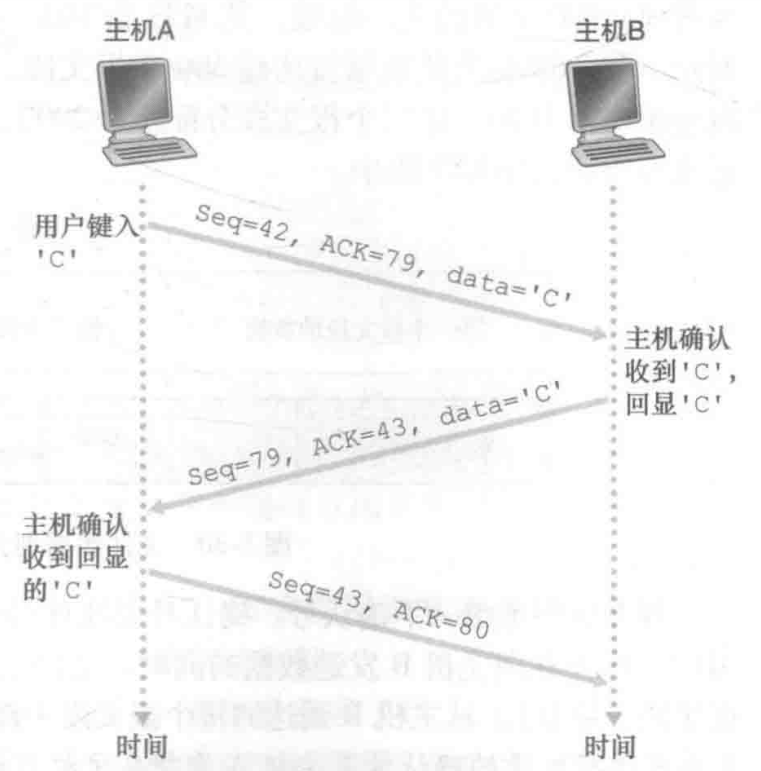 主机A
主机B
用户键入
'C'
Seq=42, ACK=79, data='C'
主机确认
收到'C',
回显'C'
Seq=79, ACK=43, data='C'
主机确认
收到回显
的'C'
Seq=43, ACK=80
时间
时间